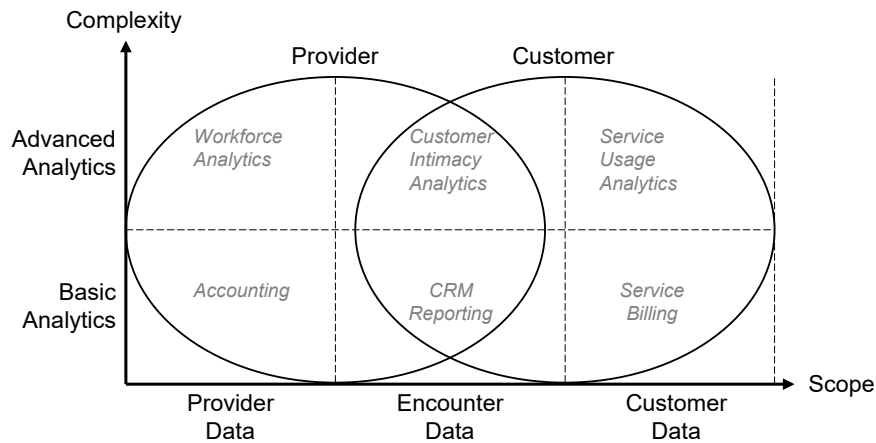 Complexity
Provider
Customer
Advanced
Analytics
Workforce
Analytics
Customer
Intimacy
Analytics
Service
Usage
Analytics
Basic
Analytics
Accounting
CRM
Reporting
Service
Billing
Scope
Provider
Data
Encounter
Data
Customer
Data